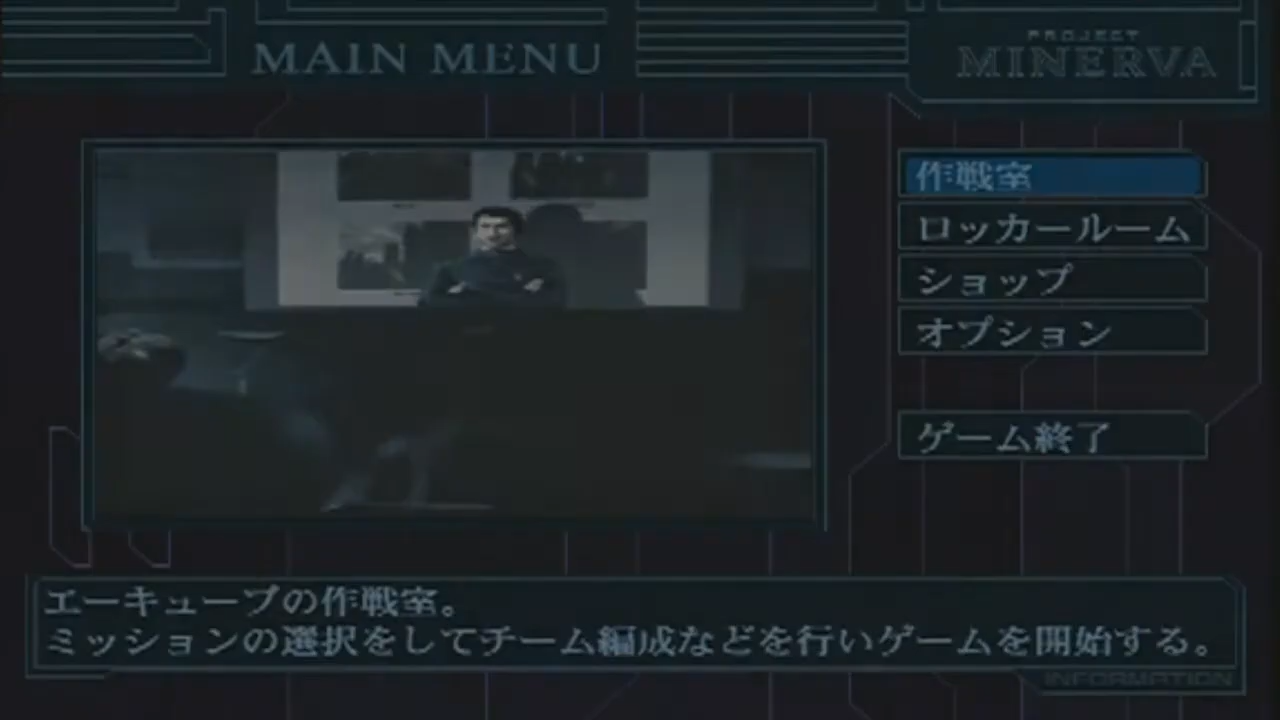 MAIN MENU
PROJECT
MINERVA
作戦室
ロッカールーム
ショップ
オプション
ゲーム終了
エーキューブの作戦室。
ミッションの選択をしてチーム編成などを行いゲームを開始する。
INFORMATION